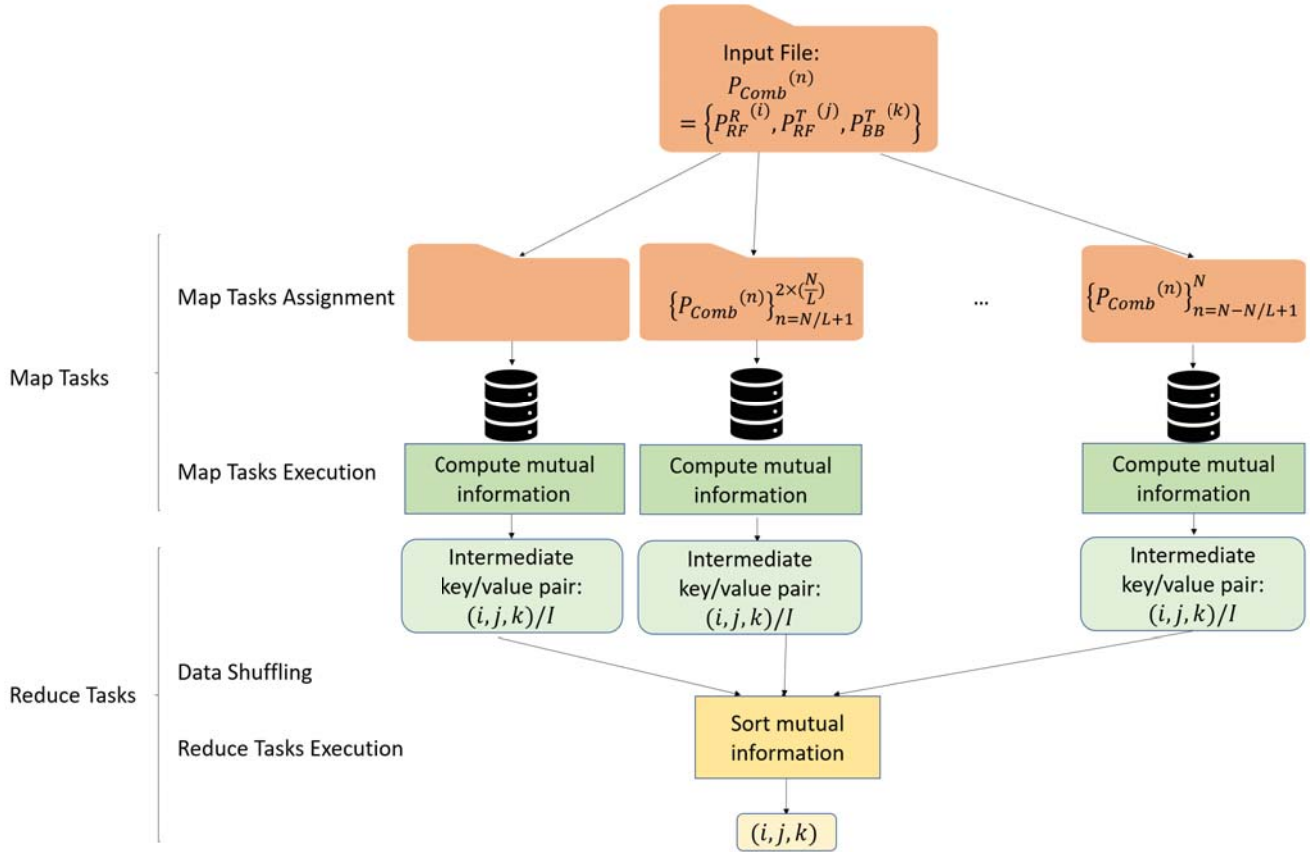 Input File:
P_Comb^(n)
= {P_RF^R^(i), P_RF^T^(j), P_BB^T^(k)}
Map Tasks Assignment
{P_Comb^(n)}_{n=N/L+1}^{2×(N/L)}
...
{P_Comb^(n)}_{n=N−N/L+1}^{N}
Map Tasks
Map Tasks Execution
Compute mutual
information
Compute mutual
information
Compute mutual
information
Intermediate
key/value pair:
(i, j, k)/I
Intermediate
key/value pair:
(i, j, k)/I
Intermediate
key/value pair:
(i, j, k)/I
Data Shuffling
Reduce Tasks
Reduce Tasks Execution
Sort mutual
information
(i, j, k)